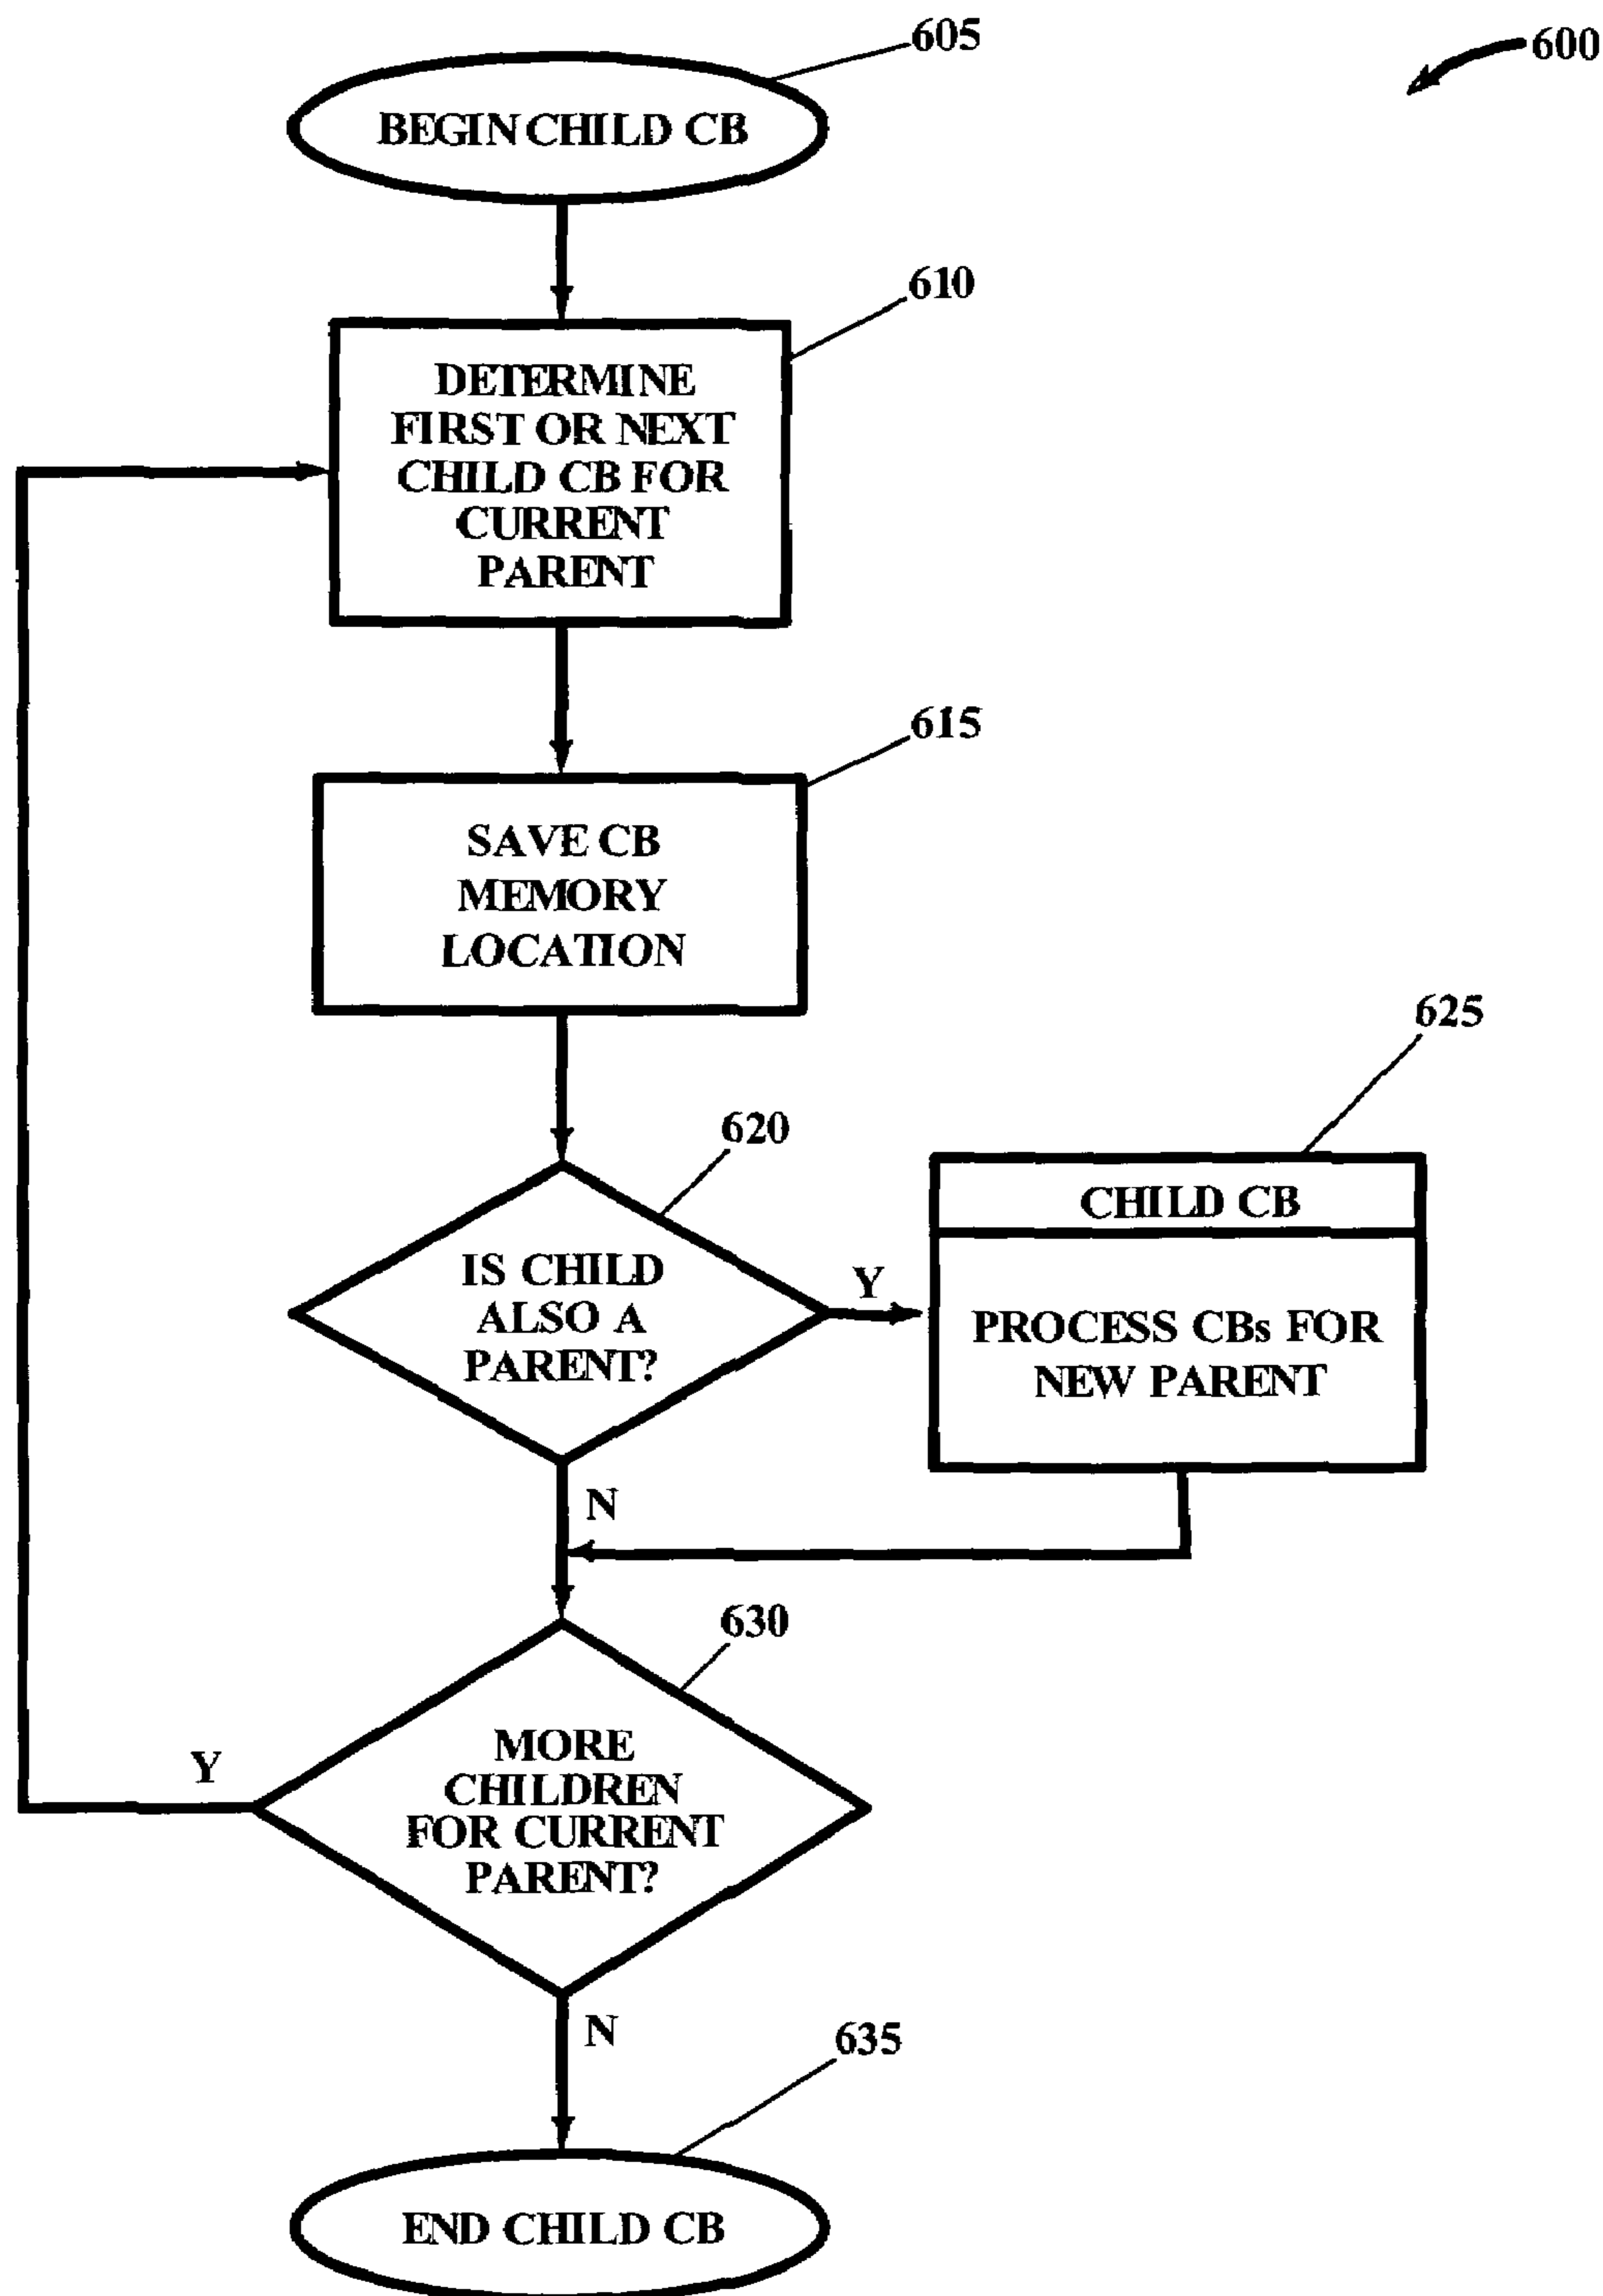 605
600
BEGIN CHILD CB
610
DETERMINE
FIRST OR NEXT
CHILD CB FOR
CURRENT
PARENT
615
SAVE CB
MEMORY
LOCATION
625
620
CHILD CB
IS CHILD
ALSO A
PARENT?
Y
PROCESS CBs FOR
NEW PARENT
N
630
MORE
CHILDREN
FOR CURRENT
PARENT?
Y
N
635
END CHILD CB